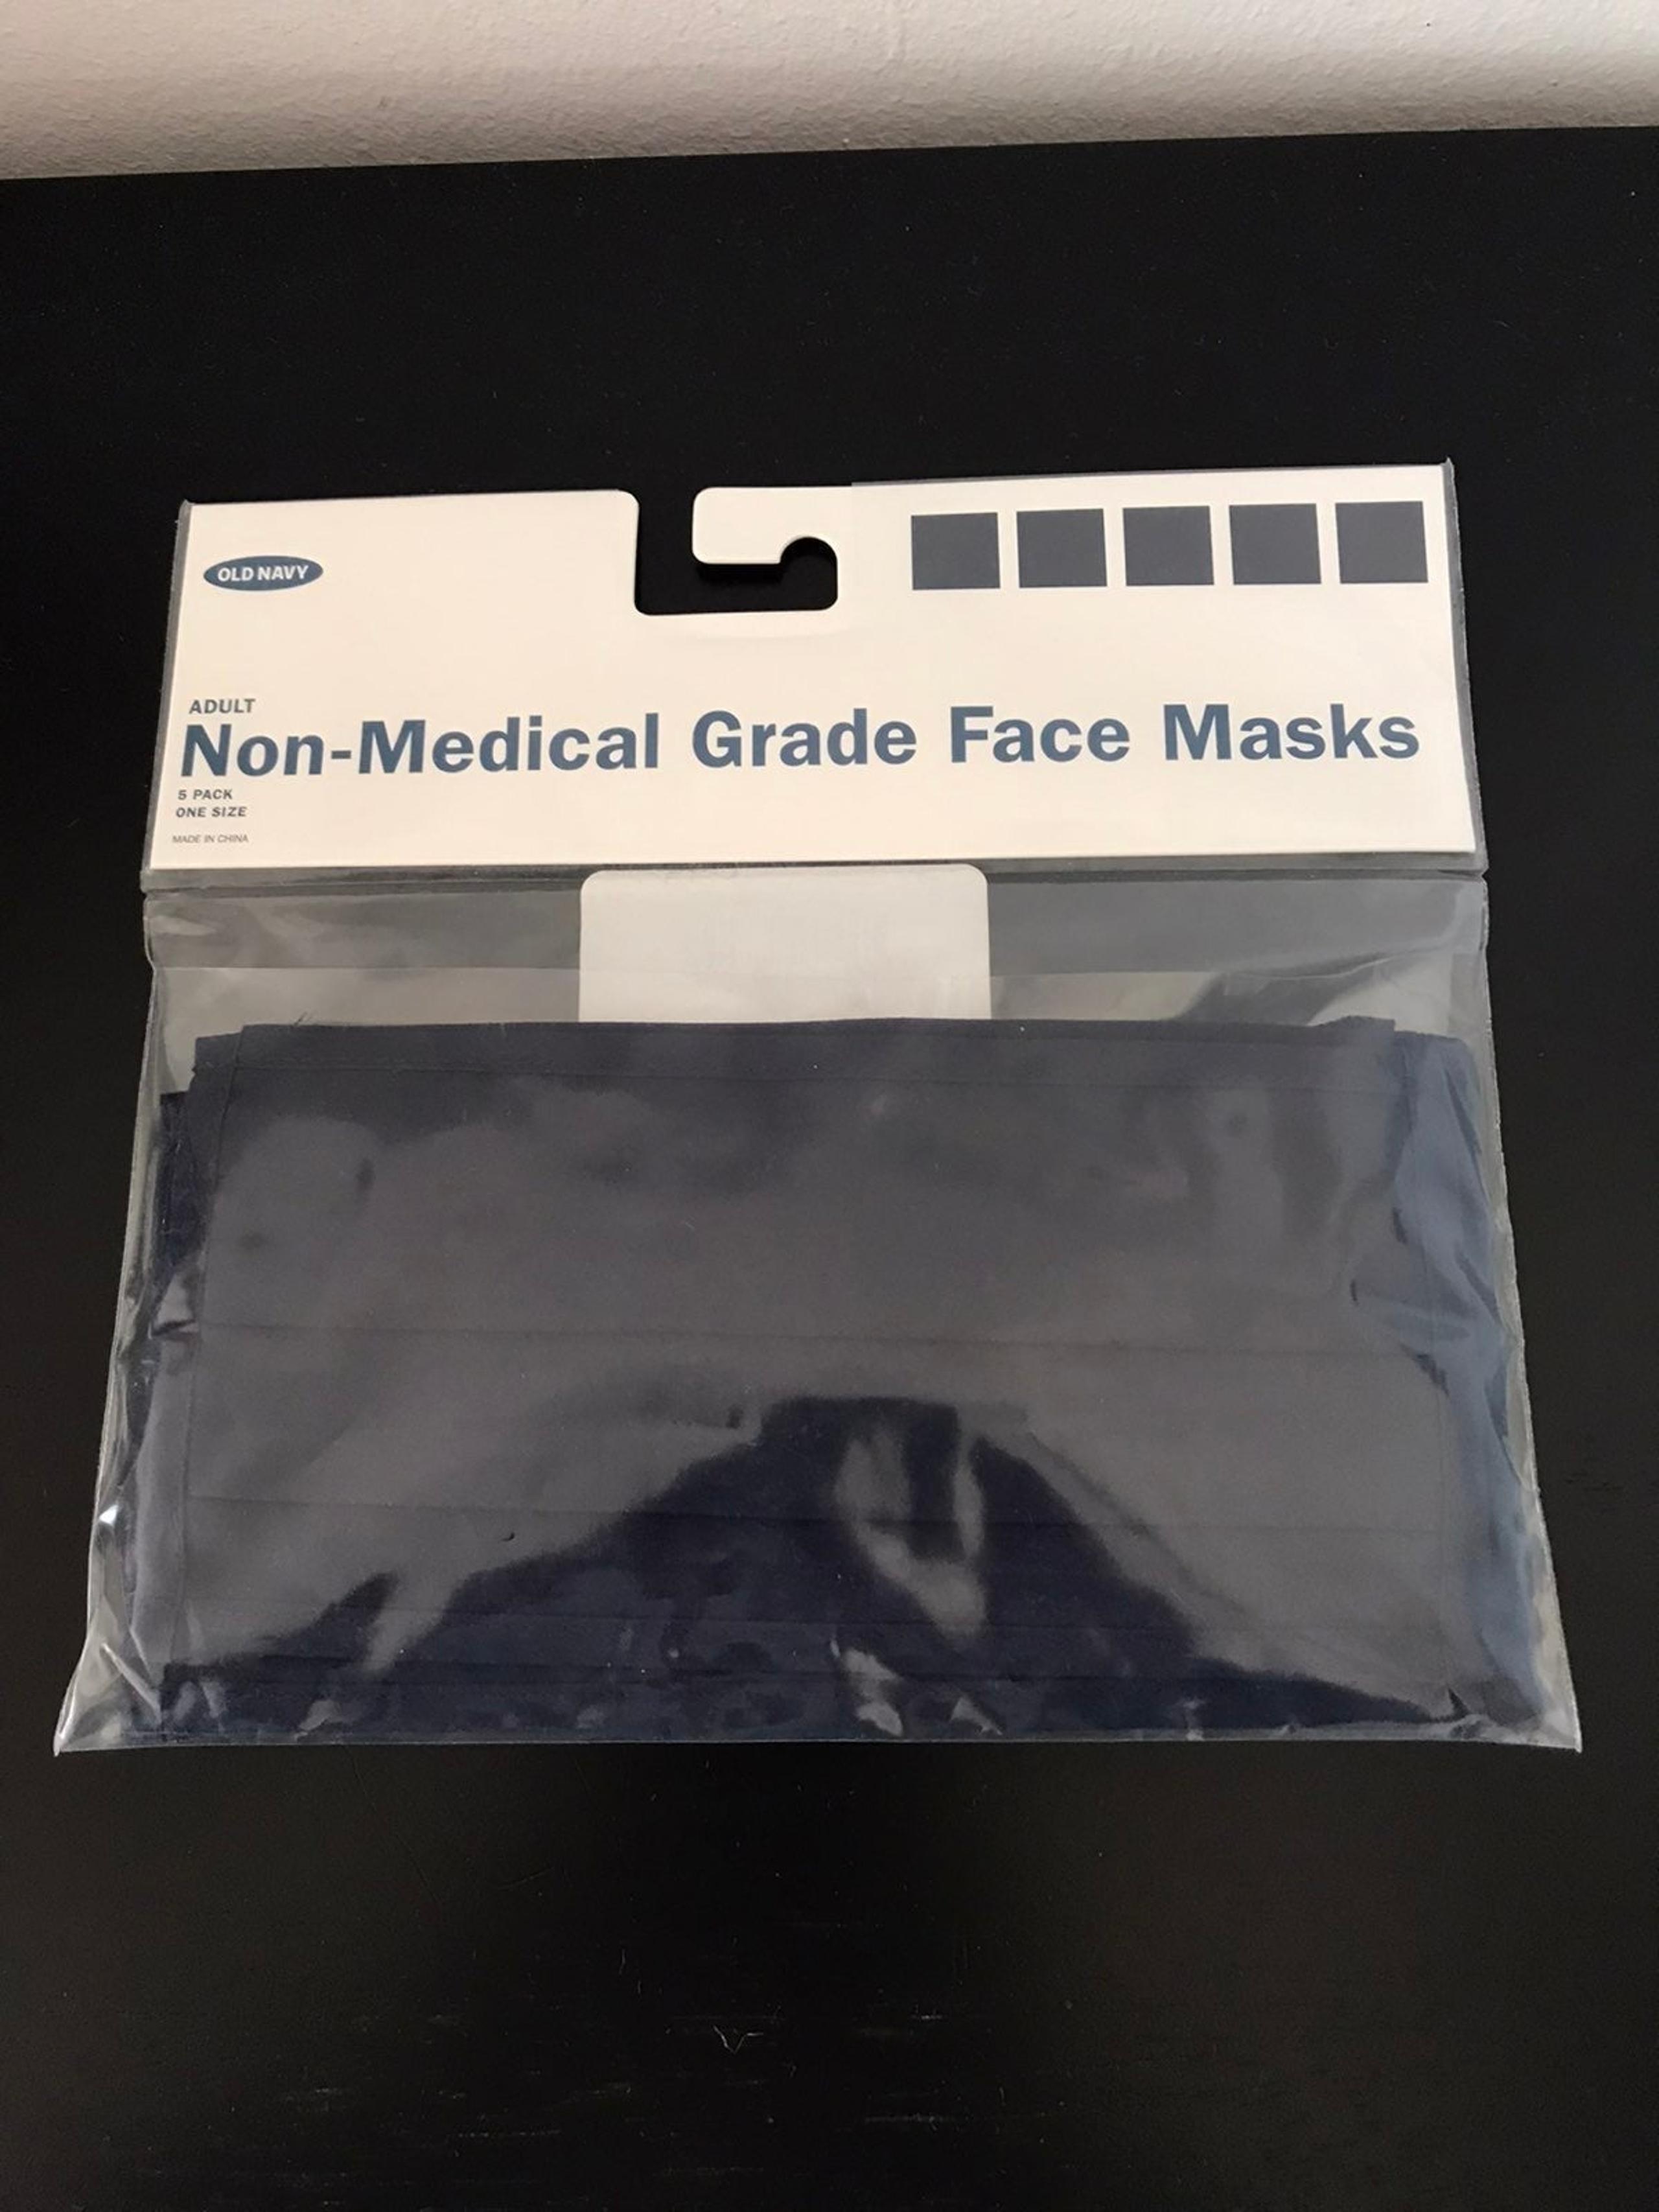 OLD NAVY
ADULT
Non-Medical Grade Face Masks
5 PACK
ONE SIZE
MADE IN CHINA